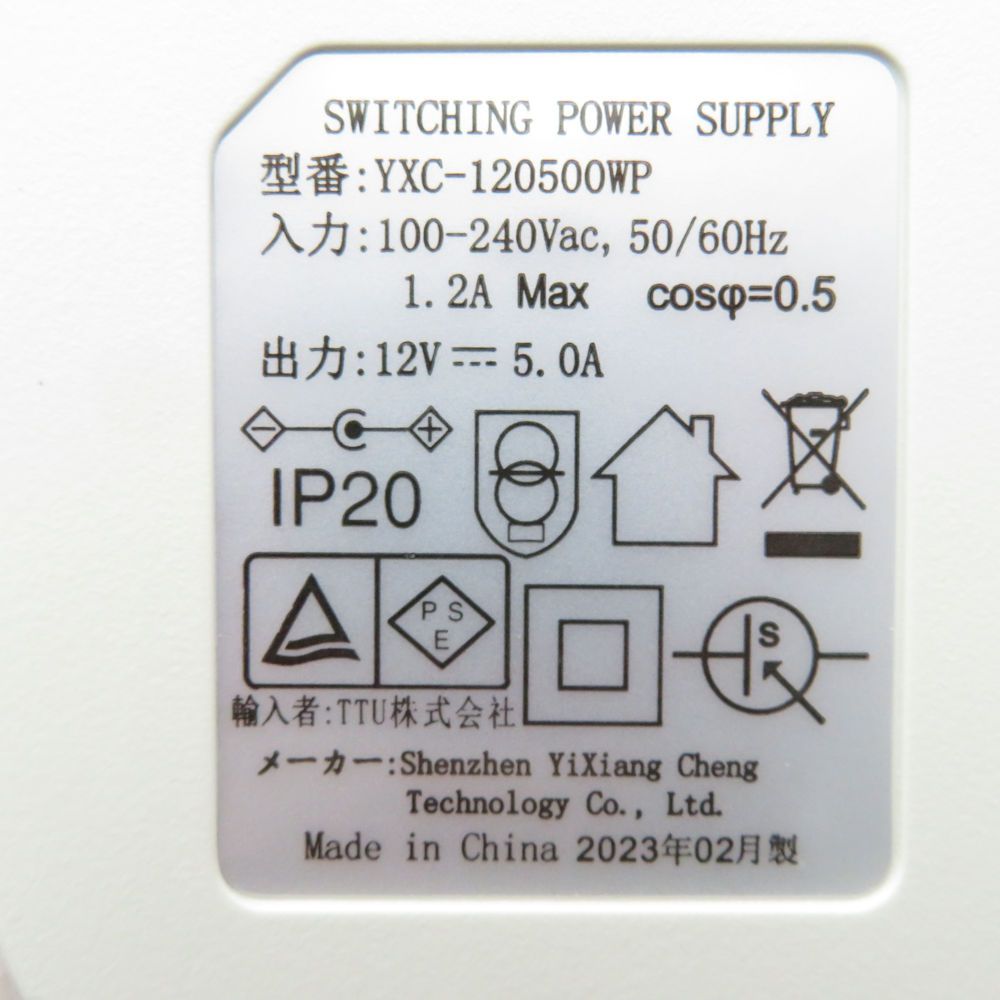 SWITCHING POWER SUPPLY
型番:YXC-120500WP
入力:100-240Vac, 50/60Hz
1.2A Max cosφ=0.5
出力:12V⎓5.0A
IP20
P S
E
S
輸入者:TTU株式会社
メーカー:Shenzhen YiXiang Cheng
Technology Co., Ltd.
Made in China 2023年02月製